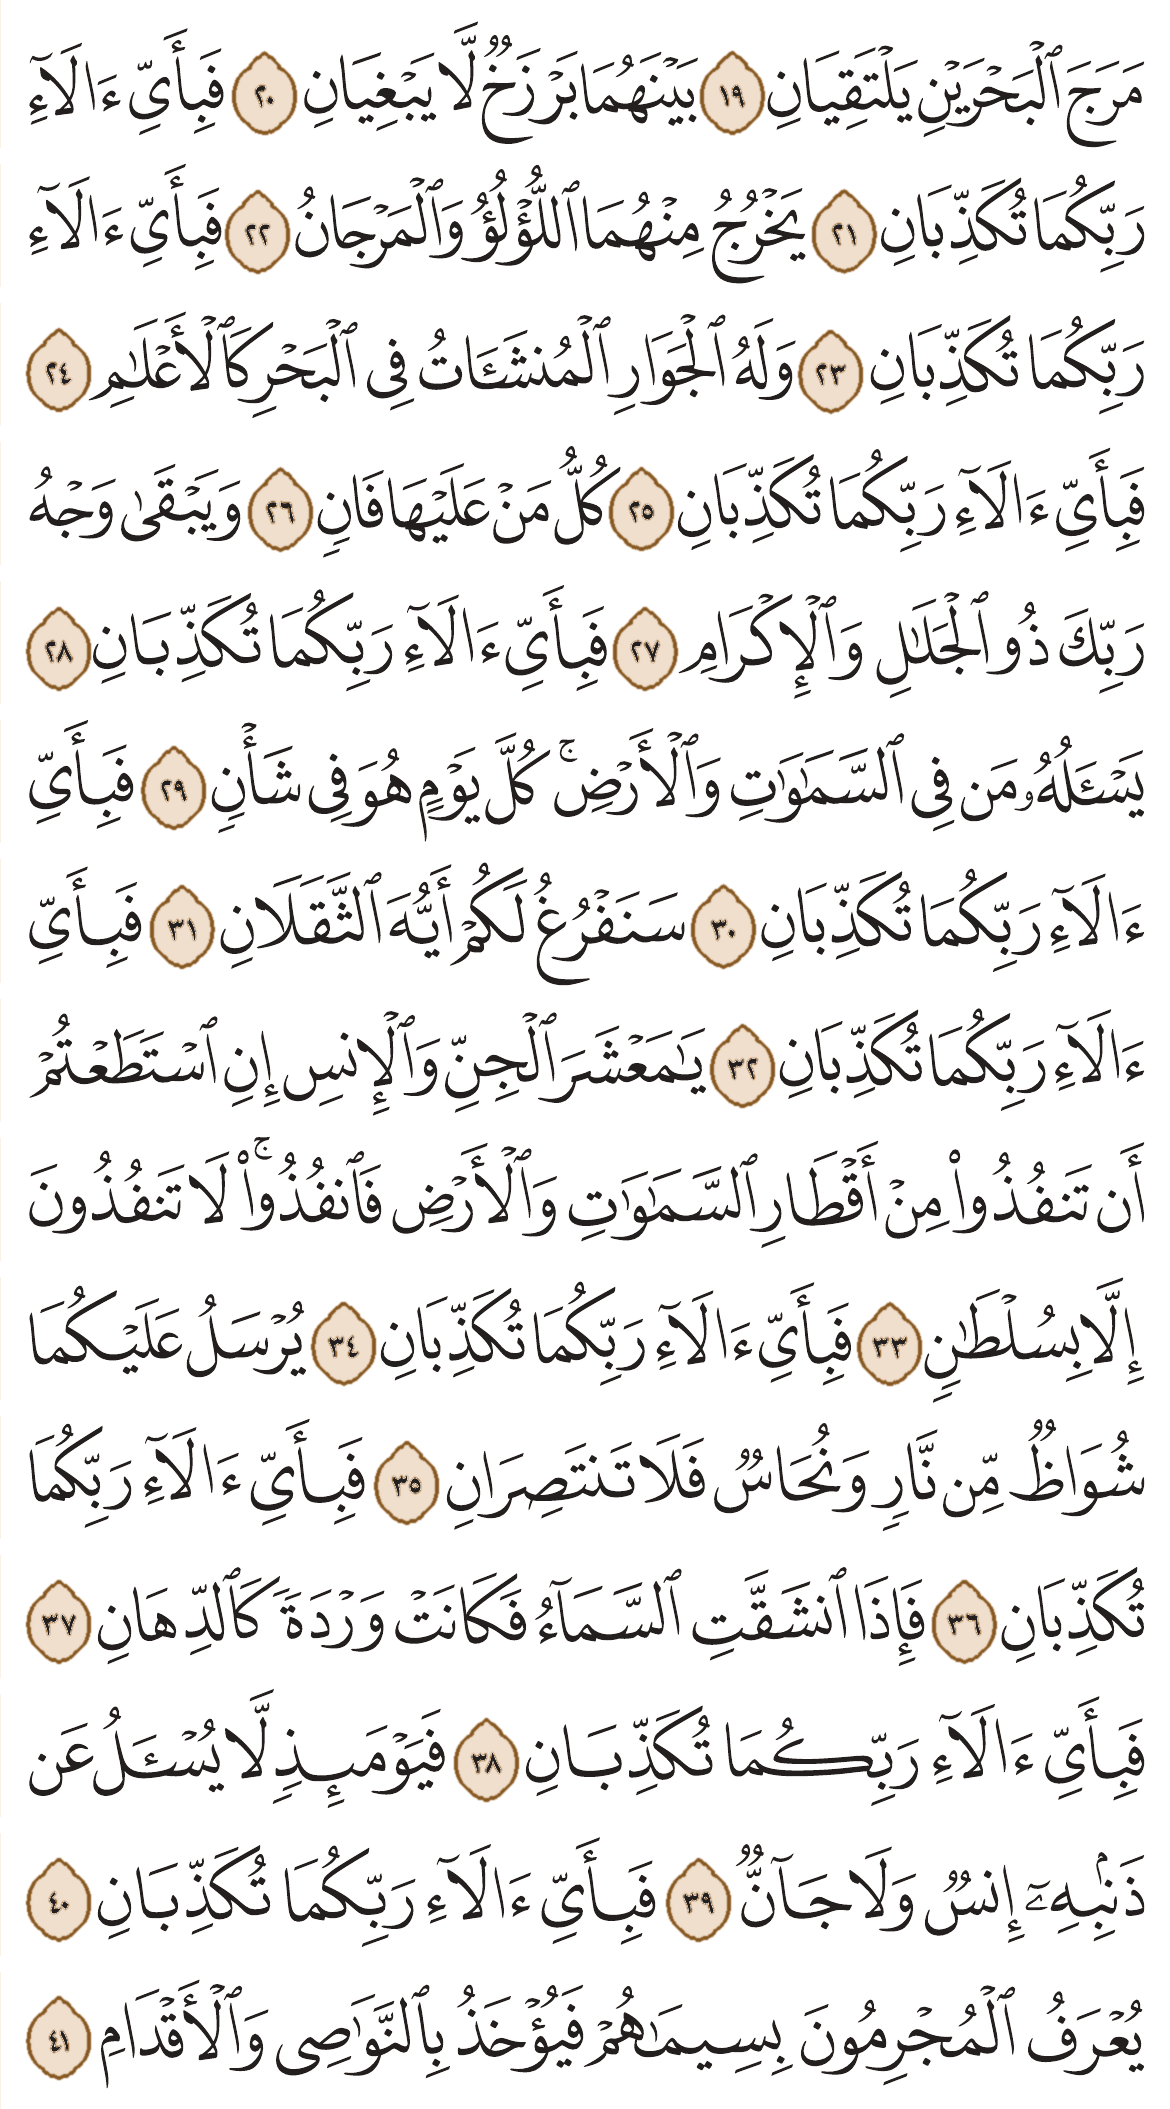 مَرَجَ ٱلْبَحْرَيْنِ يَلْتَقِيَانِ ١٩ بَيْنَهُمَا بَرْزَخٌ لَّا يَبْغِيَانِ ٢٠ فَبِأَىِّ ءَالَآءِ
رَبِّكُمَا تُكَذِّبَانِ ٢١ يَخْرُجُ مِنْهُمَا ٱللُّؤْلُؤُ وَٱلْمَرْجَانُ ٢٢ فَبِأَىِّ ءَالَآءِ
رَبِّكُمَا تُكَذِّبَانِ ٢٣ وَلَهُ ٱلْجَوَارِ ٱلْمُنشَـَٔاتُ فِى ٱلْبَحْرِ كَٱلْأَعْلَـٰمِ ٢٤
فَبِأَىِّ ءَالَآءِ رَبِّكُمَا تُكَذِّبَانِ ٢٥ كُلُّ مَنْ عَلَيْهَا فَانٍ ٢٦ وَيَبْقَىٰ وَجْهُ
رَبِّكَ ذُو ٱلْجَلَـٰلِ وَٱلْإِكْرَامِ ٢٧ فَبِأَىِّ ءَالَآءِ رَبِّكُمَا تُكَذِّبَانِ ٢٨
يَسْـَٔلُهُۥ مَن فِى ٱلسَّمَـٰوَٰتِ وَٱلْأَرْضِ ۚ كُلَّ يَوْمٍ هُوَ فِى شَأْنٍ ٢٩ فَبِأَىِّ
ءَالَآءِ رَبِّكُمَا تُكَذِّبَانِ ٣٠ سَنَفْرُغُ لَكُمْ أَيُّهَ ٱلثَّقَلَانِ ٣١ فَبِأَىِّ
ءَالَآءِ رَبِّكُمَا تُكَذِّبَانِ ٣٢ يَـٰمَعْشَرَ ٱلْجِنِّ وَٱلْإِنسِ إِنِ ٱسْتَطَعْتُمْ
أَن تَنفُذُوا۟ مِنْ أَقْطَارِ ٱلسَّمَـٰوَٰتِ وَٱلْأَرْضِ فَٱنفُذُوا۟ ۚ لَا تَنفُذُونَ
إِلَّا بِسُلْطَـٰنٍ ٣٣ فَبِأَىِّ ءَالَآءِ رَبِّكُمَا تُكَذِّبَانِ ٣٤ يُرْسَلُ عَلَيْكُمَا
شُوَاظٌ مِّن نَّارٍ وَنُحَاسٌ فَلَا تَنتَصِرَانِ ٣٥ فَبِأَىِّ ءَالَآءِ رَبِّكُمَا
تُكَذِّبَانِ ٣٦ فَإِذَا ٱنشَقَّتِ ٱلسَّمَآءُ فَكَانَتْ وَرْدَةً كَٱلدِّهَانِ ٣٧
فَبِأَىِّ ءَالَآءِ رَبِّكُمَا تُكَذِّبَانِ ٣٨ فَيَوْمَئِذٍ لَّا يُسْـَٔلُ عَن
ذَنۢبِهِۦٓ إِنسٌ وَلَا جَآنٌّ ٣٩ فَبِأَىِّ ءَالَآءِ رَبِّكُمَا تُكَذِّبَانِ ٤٠
يُعْرَفُ ٱلْمُجْرِمُونَ بِسِيمَـٰهُمْ فَيُؤْخَذُ بِٱلنَّوَٰصِى وَٱلْأَقْدَامِ ٤١